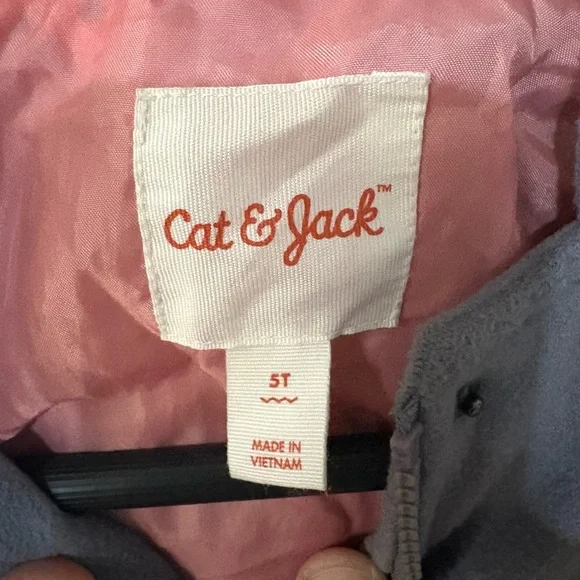 Cat & Jack™
5T
MADE IN
VIETNAM